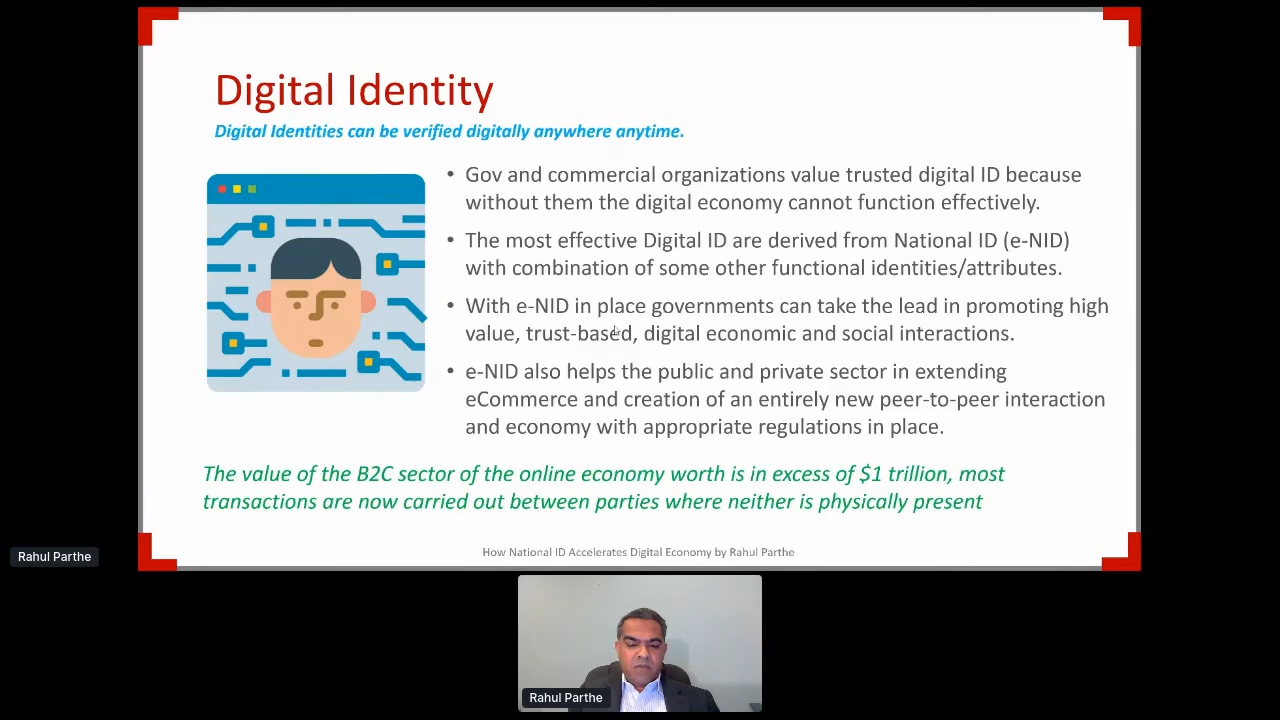 Digital Identity
Digital Identities can be verified digitally anywhere anytime.
• Gov and commercial organizations value trusted digital ID because
without them the digital economy cannot function effectively.
• The most effective Digital ID are derived from National ID (e-NID)
with combination of some other functional identities/attributes.
• With e-NID in place governments can take the lead in promoting high
value, trust-based, digital economic and social interactions.
• e-NID also helps the public and private sector in extending
eCommerce and creation of an entirely new peer-to-peer interaction
and economy with appropriate regulations in place.
The value of the B2C sector of the online economy worth is in excess of $1 trillion, most
transactions are now carried out between parties where neither is physically present
How National ID Accelerates Digital Economy by Rahul Parthe
Rahul Parthe
Rahul Parthe